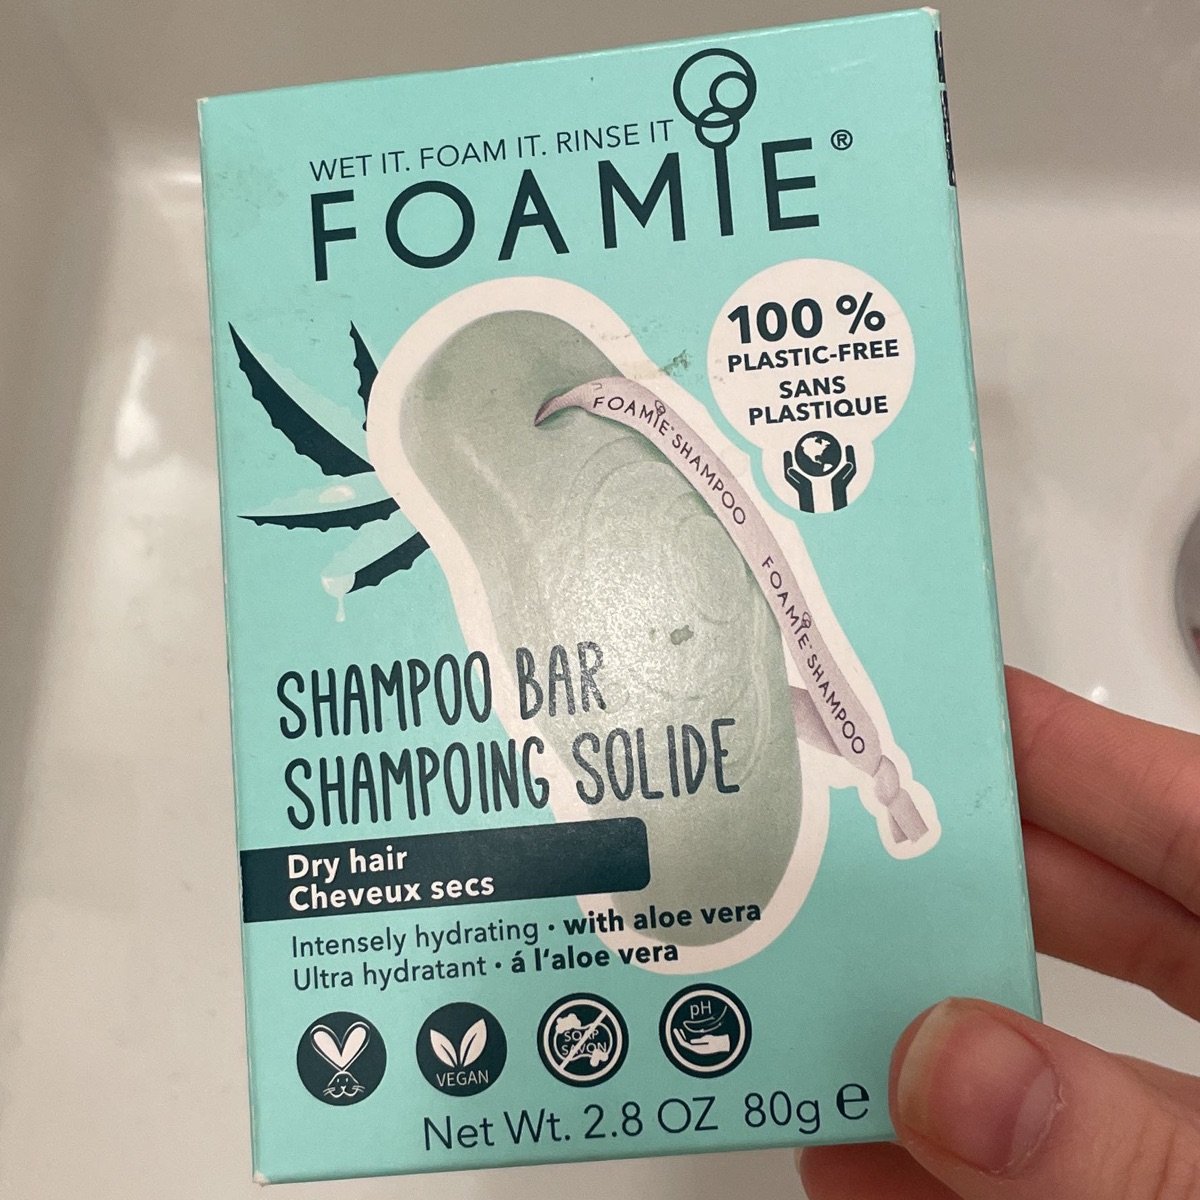 WET IT. FOAM IT. RINSE IT
FOAMIE®
100 %
PLASTIC-FREE
SANS
PLASTIQUE
FOAMIE® SHAMPOO FOAMIE® SHAMPOO
SHAMPOO BAR
SHAMPOING SOLIDE
Dry hair
Cheveux secs
Intensely hydrating • with aloe vera
Ultra hydratant • á l'aloe vera
VEGAN
SOAP
SAVON
pH
Net Wt. 2.8 OZ 80g ℮